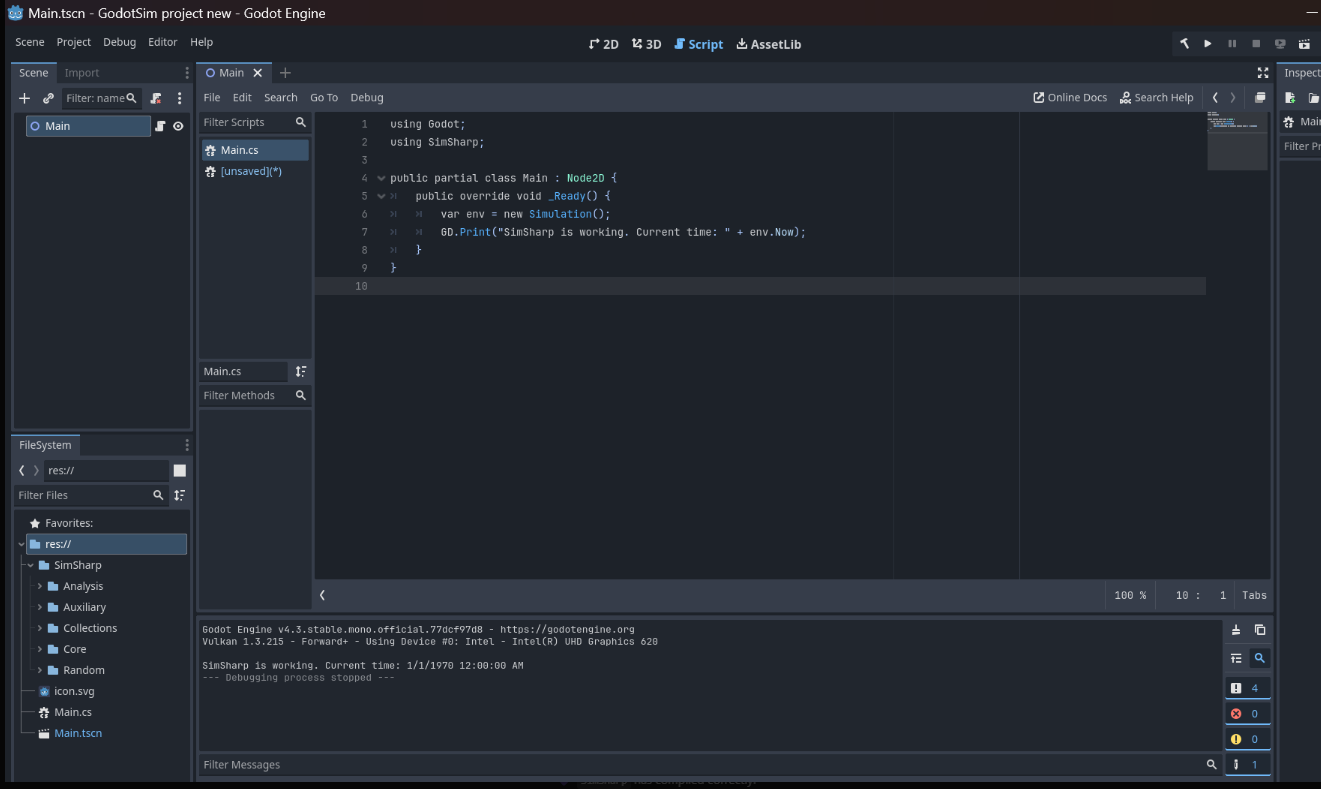 Main.tscn - GodotSim project new - Godot Engine
Scene Project Debug Editor Help
2D 3D Script AssetLib
Scene Import
Filter: name
Main
Main
File Edit Search Go To Debug
Online Docs Search Help
Filter Scripts
Main.cs
[unsaved](*)
Main.cs
Filter Methods
1 using Godot;
2 using SimSharp;
3
4 public partial class Main : Node2D {
5 public override void _Ready() {
6 var env = new Simulation();
7 GD.Print("SimSharp is working. Current time: " + env.Now);
8 }
9 }
10
100 % 10 : 1 Tabs
Inspect
Main
Filter Pr
FileSystem
res://
Filter Files
Favorites:
res://
SimSharp
Analysis
Auxiliary
Collections
Core
Random
icon.svg
Main.cs
Main.tscn
Godot Engine v4.3.stable.mono.official.77dcf97d8 - https://godotengine.org
Vulkan 1.3.215 - Forward+ - Using Device #0: Intel - Intel(R) UHD Graphics 620
SimSharp is working. Current time: 1/1/1970 12:00:00 AM
--- Debugging process stopped ---
4
0
0
1
Filter Messages